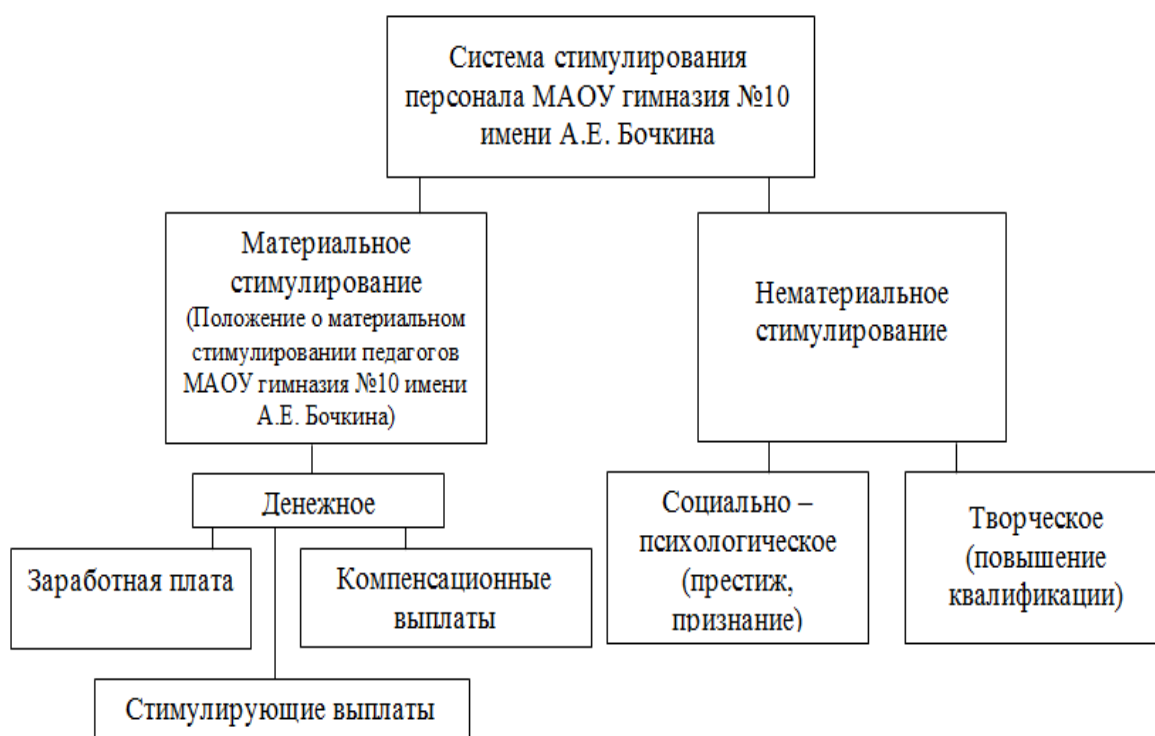 Система стимулирования
персонала МАОУ гимназия №10
имени А.Е. Бочкина
Материальное
стимулирование
(Положение о материальном
стимулировании педагогов
МАОУ гимназия №10 имени
А.Е. Бочкина)
Нематериальное
стимулирование
Денежное
Заработная плата
Компенсационные
выплаты
Стимулирующие выплаты
Социально –
психологическое
(престиж,
признание)
Творческое
(повышение
квалификации)